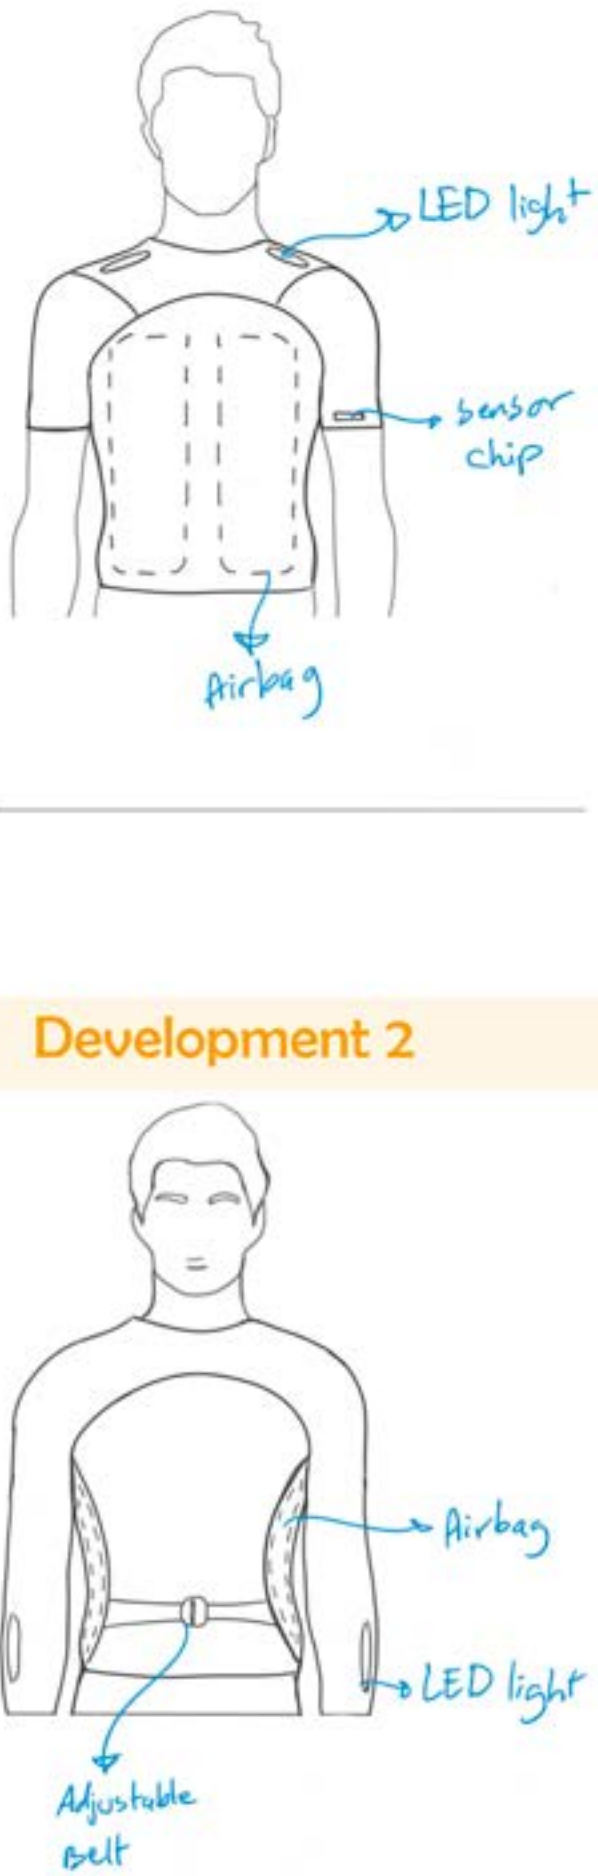 LED light
sensor
chip
Airbag
Development 2
Airbag
LED light
Adjustable
Belt